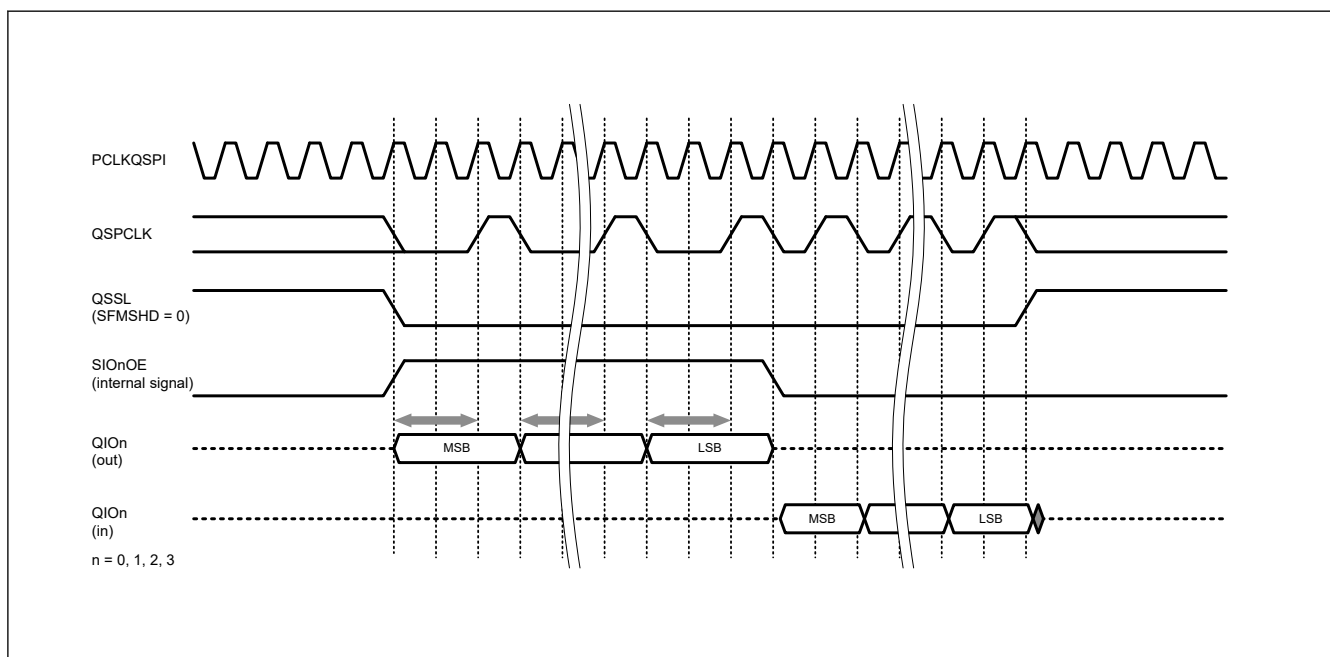 PCLKQSPI
QSPCLK
QSSL
(SFMSHD = 0)
SIOnOE
(internal signal)
QIOn
(out)
MSB
LSB
QIOn
(in)
MSB
LSB
n = 0, 1, 2, 3